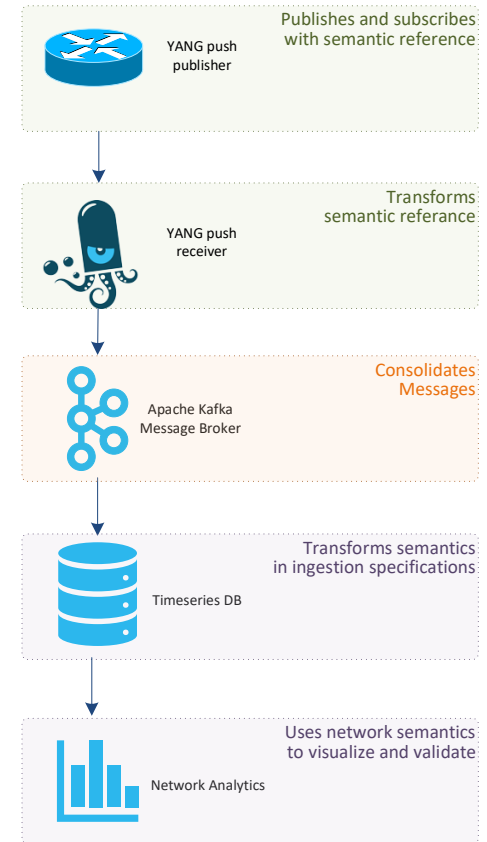 Publishes and subscribes
with semantic reference
YANG push
publisher
Transforms
semantic referance
YANG push
receiver
Consolidates
Messages
Apache Kafka
Message Broker
Transforms semantics
in ingestion specifications
Timeseries DB
Uses network semantics
to visualize and validate
Network Analytics